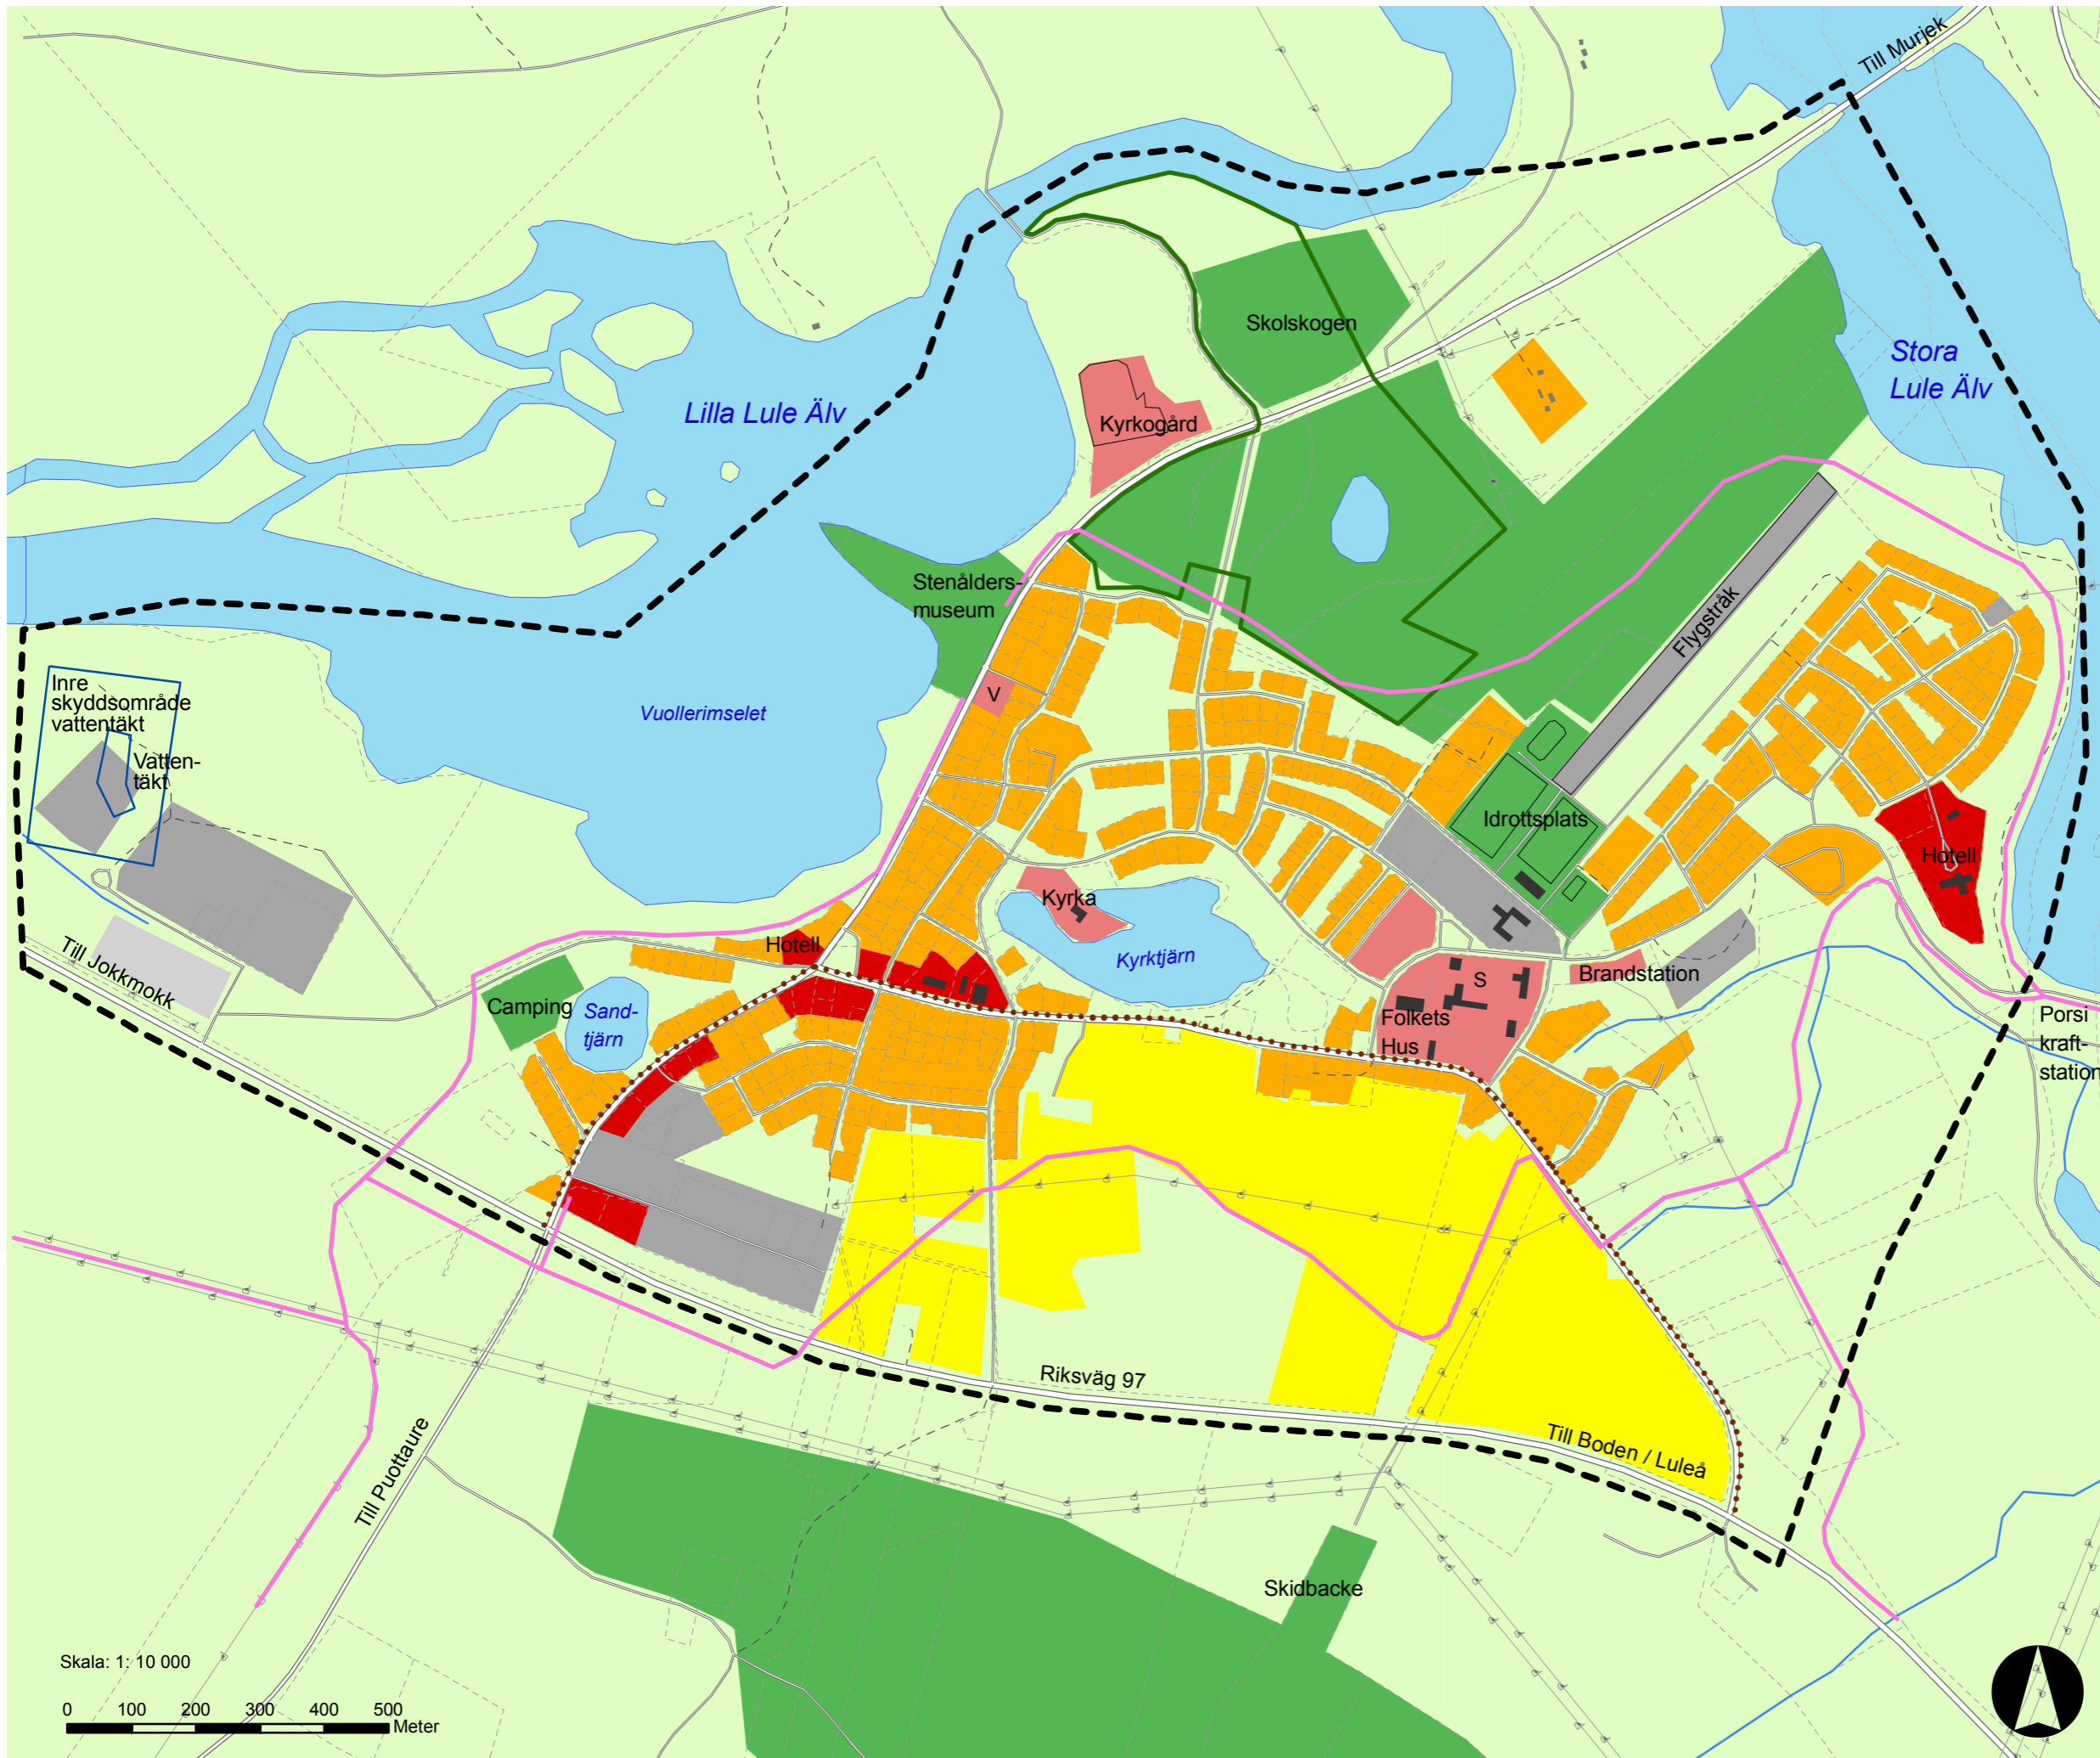 Till Murjek
Skolskogen
Stora
Lule Älv
Lilla Lule Älv
Kyrkogård
Stenålders-
museum
Flygstråk
Inre
skyddsområde
vattentäkt
Vatten-
täkt
V
Vuollerimselet
Idrottsplats
Hotell
Kyrka
Hotell
Kyrktjärn
Till Jokkmokk
Camping
Sand-
tjärn
S
Brandstation
Folkets
Hus
Porsi
kraft-
station
Riksväg 97
Till Boden / Luleå
Till Puottaure
Skidbacke
Skala: 1: 10 000
0 100 200 300 400 500
Meter